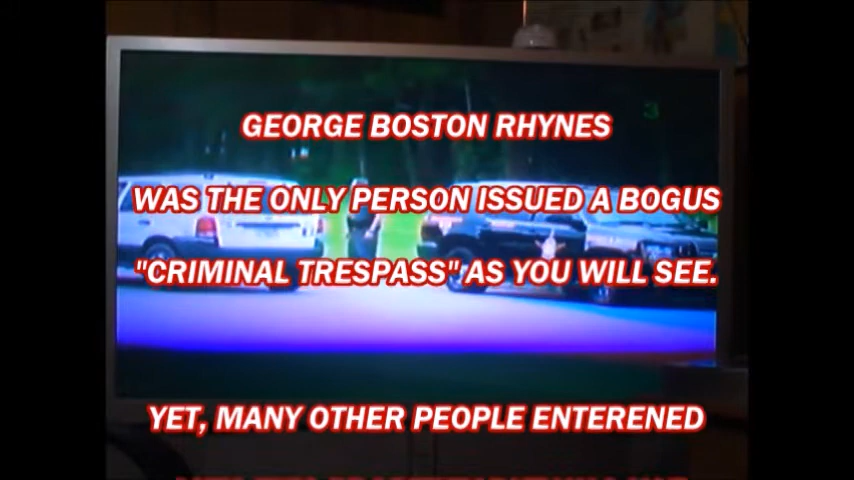 GEORGE BOSTON RHYNES
WAS THE ONLY PERSON ISSUED A BOGUS
"CRIMINAL TRESPASS" AS YOU WILL SEE.
YET, MANY OTHER PEOPLE ENTERENED
3